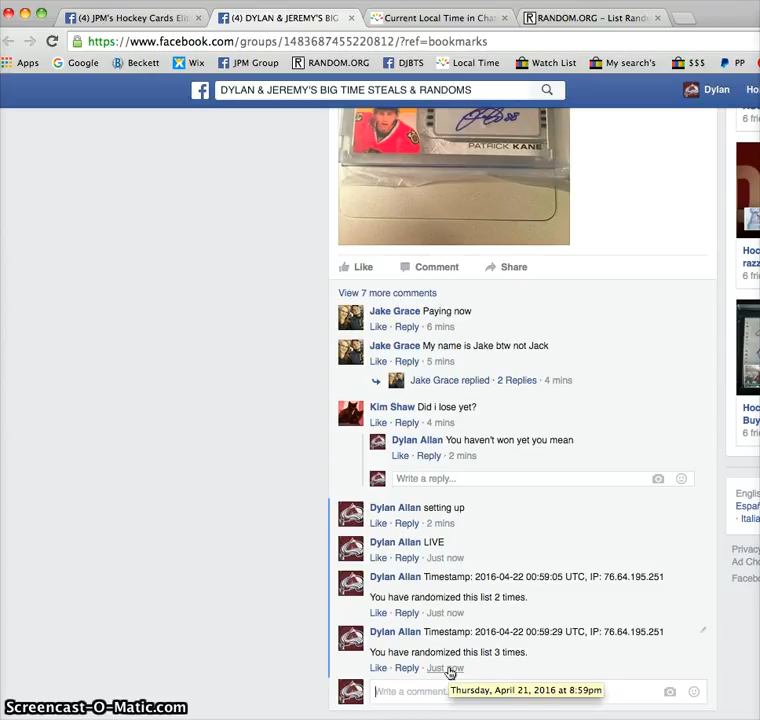 (4) JPM's Hockey Cards Elit
(4) DYLAN & JEREMY'S BIG
Current Local Time in Cha
RANDOM.ORG - List Rand
https://www.facebook.com/groups/1483687455220812/?ref=bookmarks
Apps Google Beckett Wix JPM Group RANDOM.ORG DJBTS Local Time Watch List My search's $$$ PP
DYLAN & JEREMY'S BIG TIME STEALS & RANDOMS
Dylan
Ho
6 frie
PATRICK KANE
Like Comment Share
View 7 more comments
Jake Grace Paying now
Like · Reply · 6 mins
Jake Grace My name is Jake btw not Jack
Like · Reply · 5 mins
Jake Grace replied · 2 Replies · 4 mins
Kim Shaw Did i lose yet?
Like · Reply · 4 mins
Dylan Allan You haven't won yet you mean
Like · Reply · 2 mins
Write a reply...
Dylan Allan setting up
Like · Reply · 2 mins
Dylan Allan LIVE
Like · Reply · Just now
Dylan Allan Timestamp: 2016-04-22 00:59:05 UTC, IP: 76.64.195.251
You have randomized this list 2 times.
Like · Reply · Just now
Dylan Allan Timestamp: 2016-04-22 00:59:29 UTC, IP: 76.64.195.251
You have randomized this list 3 times.
Like · Reply · Just now
Write a comment.
Thursday, April 21, 2016 at 8:59pm
Hoc
razz
6 frie
Hoc
Buy
6 frie
English
Españ
· Italia
Privacy
Ad Cho
Facebo
Screencast-O-Matic.com